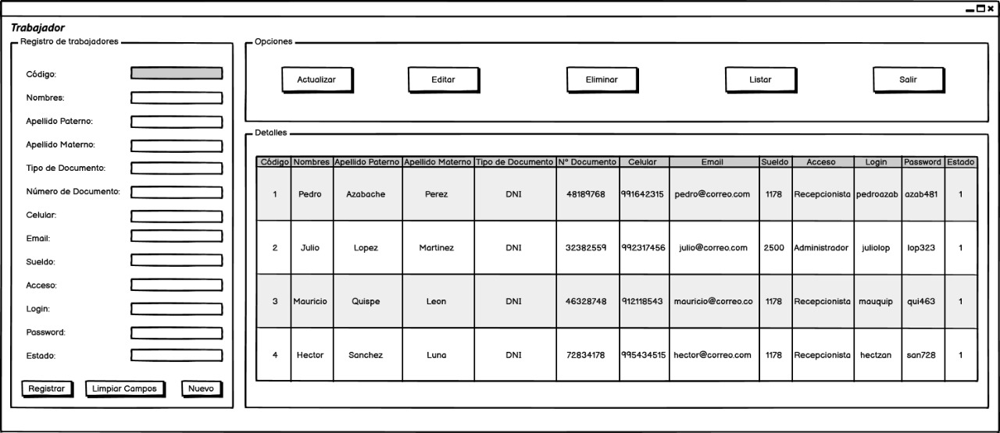 Trabajador
Registro de trabajadores
Código:
Nombres:
Apellido Paterno:
Apellido Materno:
Tipo de Documento:
Número de Documento:
Celular:
Email:
Sueldo:
Acceso:
Login:
Password:
Estado:
Registrar Limpiar Campos Nuevo
Opciones
Actualizar Editar Eliminar Listar Salir
Detalles
Código Nombres Apellido Paterno Apellido Materno Tipo de Documento N° Documento Celular Email Sueldo Acceso Login Password Estado
1 Pedro Azabache Perez DNI 48189768 991642315 pedro@correo.com 1178 Recepcionista pedroazab azab481 1
2 Julio Lopez Martinez DNI 32382559 992317456 julio@correo.com 2500 Administrador juliolop lop323 1
3 Mauricio Quispe Leon DNI 46328748 912118543 mauricio@correo.co 1178 Recepcionista mauquip qui463 1
4 Hector Sanchez Luna DNI 72834178 995434515 hector@correo.com 1178 Recepcionista hectzan san728 1